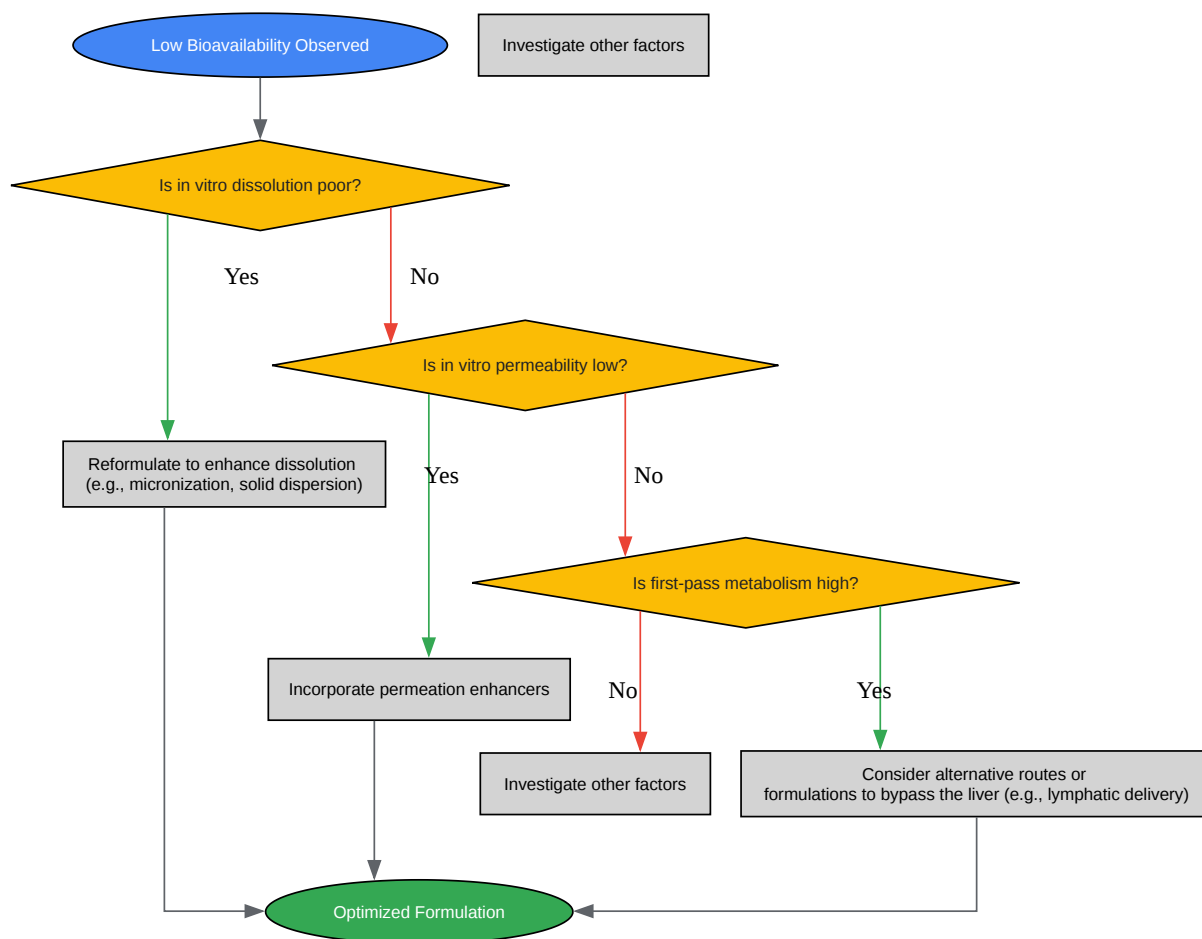 Low Bioavailability Observed
Investigate other factors
Is in vitro dissolution poor?
Yes
No
Is in vitro permeability low?
Reformulate to enhance dissolution
(e.g., micronization, solid dispersion)
Yes
No
Is first-pass metabolism high?
Incorporate permeation enhancers
No
Yes
Investigate other factors
Consider alternative routes or
formulations to bypass the liver (e.g., lymphatic delivery)
Optimized Formulation